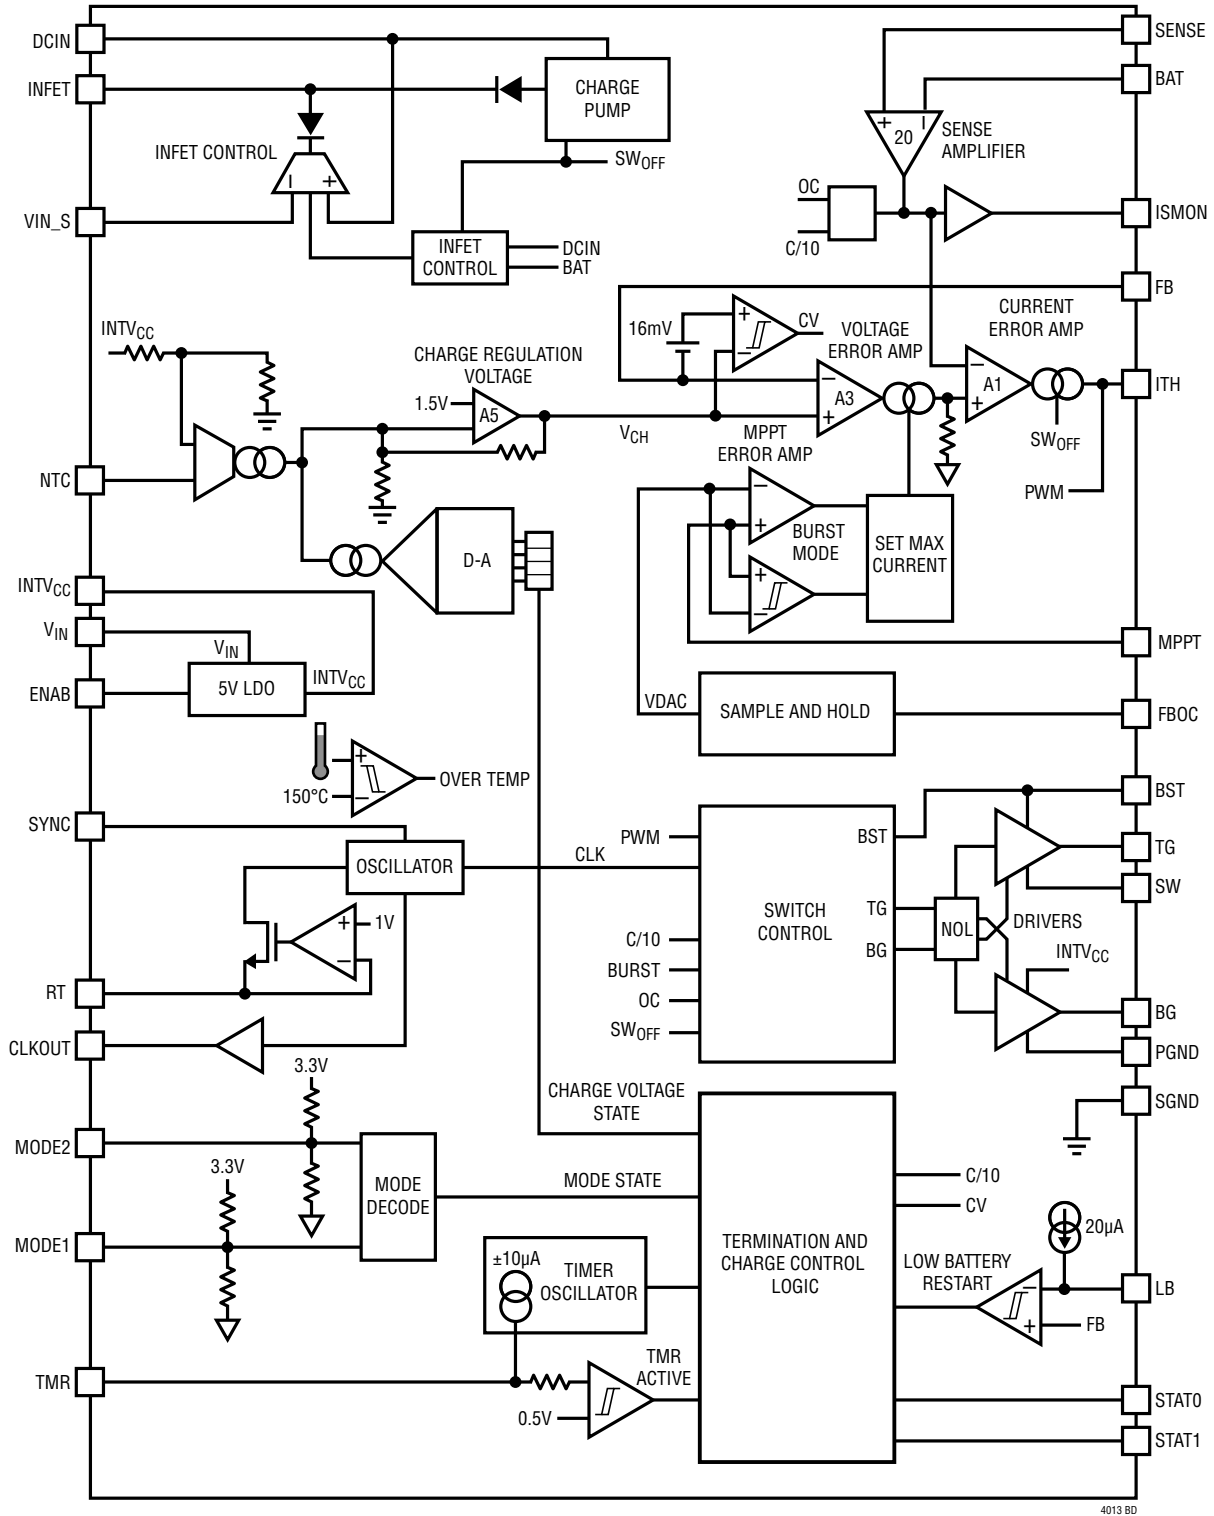 DCIN
INFET
CHARGE
PUMP
INFET CONTROL
SWOFF
VIN_S
INFET
CONTROL
DCIN
BAT
SENSE
BAT
20
SENSE
AMPLIFIER
OC
C/10
ISMON
FB
INTVCC
16mV
CV
VOLTAGE
ERROR AMP
CURRENT
ERROR AMP
CHARGE REGULATION
VOLTAGE
1.5V
A5
A3
A1
ITH
VCH
SWOFF
PWM
MPPT
ERROR AMP
NTC
D-A
BURST
MODE
SET MAX
CURRENT
INTVCC
VIN
VIN
ENAB
5V LDO
INTVCC
MPPT
VDAC
SAMPLE AND HOLD
FBOC
150°C
OVER TEMP
SYNC
OSCILLATOR
CLK
1V
RT
CLKOUT
PWM
C/10
BURST
OC
SWOFF
SWITCH
CONTROL
BST
TG
BG
NOL
DRIVERS
INTVCC
BST
TG
SW
BG
PGND
SGND
3.3V
MODE2
3.3V
MODE1
MODE
DECODE
CHARGE VOLTAGE
STATE
MODE STATE
±10µA
TIMER
OSCILLATOR
TMR
0.5V
TMR
ACTIVE
TERMINATION AND
CHARGE CONTROL
LOGIC
C/10
CV
20µA
LOW BATTERY
RESTART
LB
FB
STAT0
STAT1
4013 BD